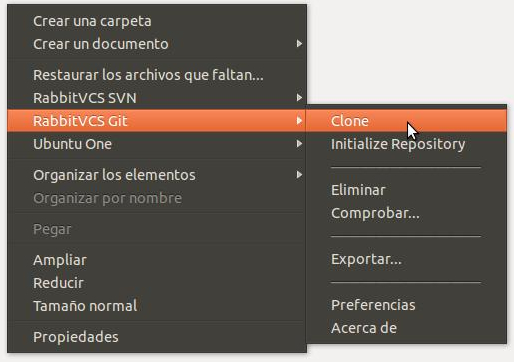 Crear una carpeta
Crear un documento
Restaurar los archivos que faltan...
RabbitVCS SVN
RabbitVCS Git
Ubuntu One
Organizar los elementos
Organizar por nombre
Pegar
Ampliar
Reducir
Tamaño normal
Propiedades
Clone
Initialize Repository
Eliminar
Comprobar...
Exportar...
Preferencias
Acerca de